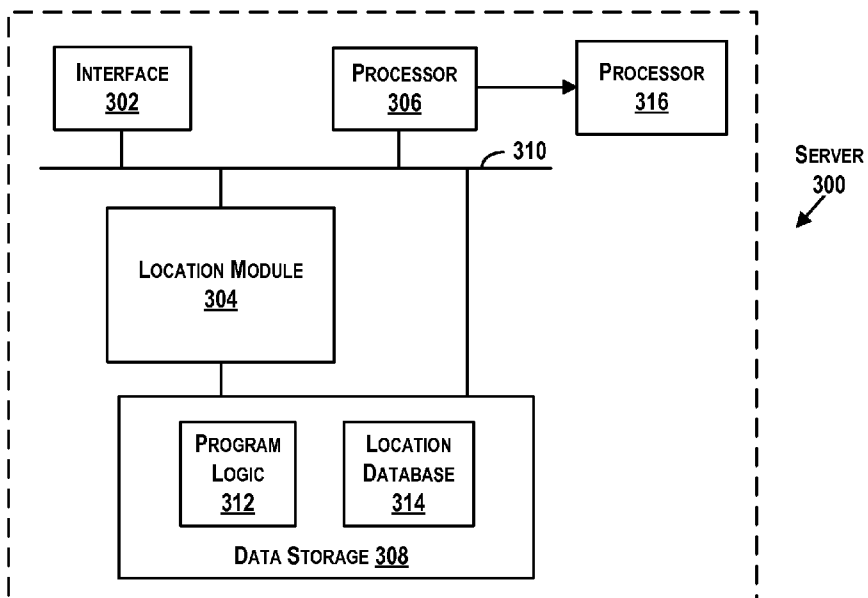 INTERFACE
302
PROCESSOR
306
PROCESSOR
316
310
SERVER
300
LOCATION MODULE
304
PROGRAM
LOGIC
312
LOCATION
DATABASE
314
DATA STORAGE 308